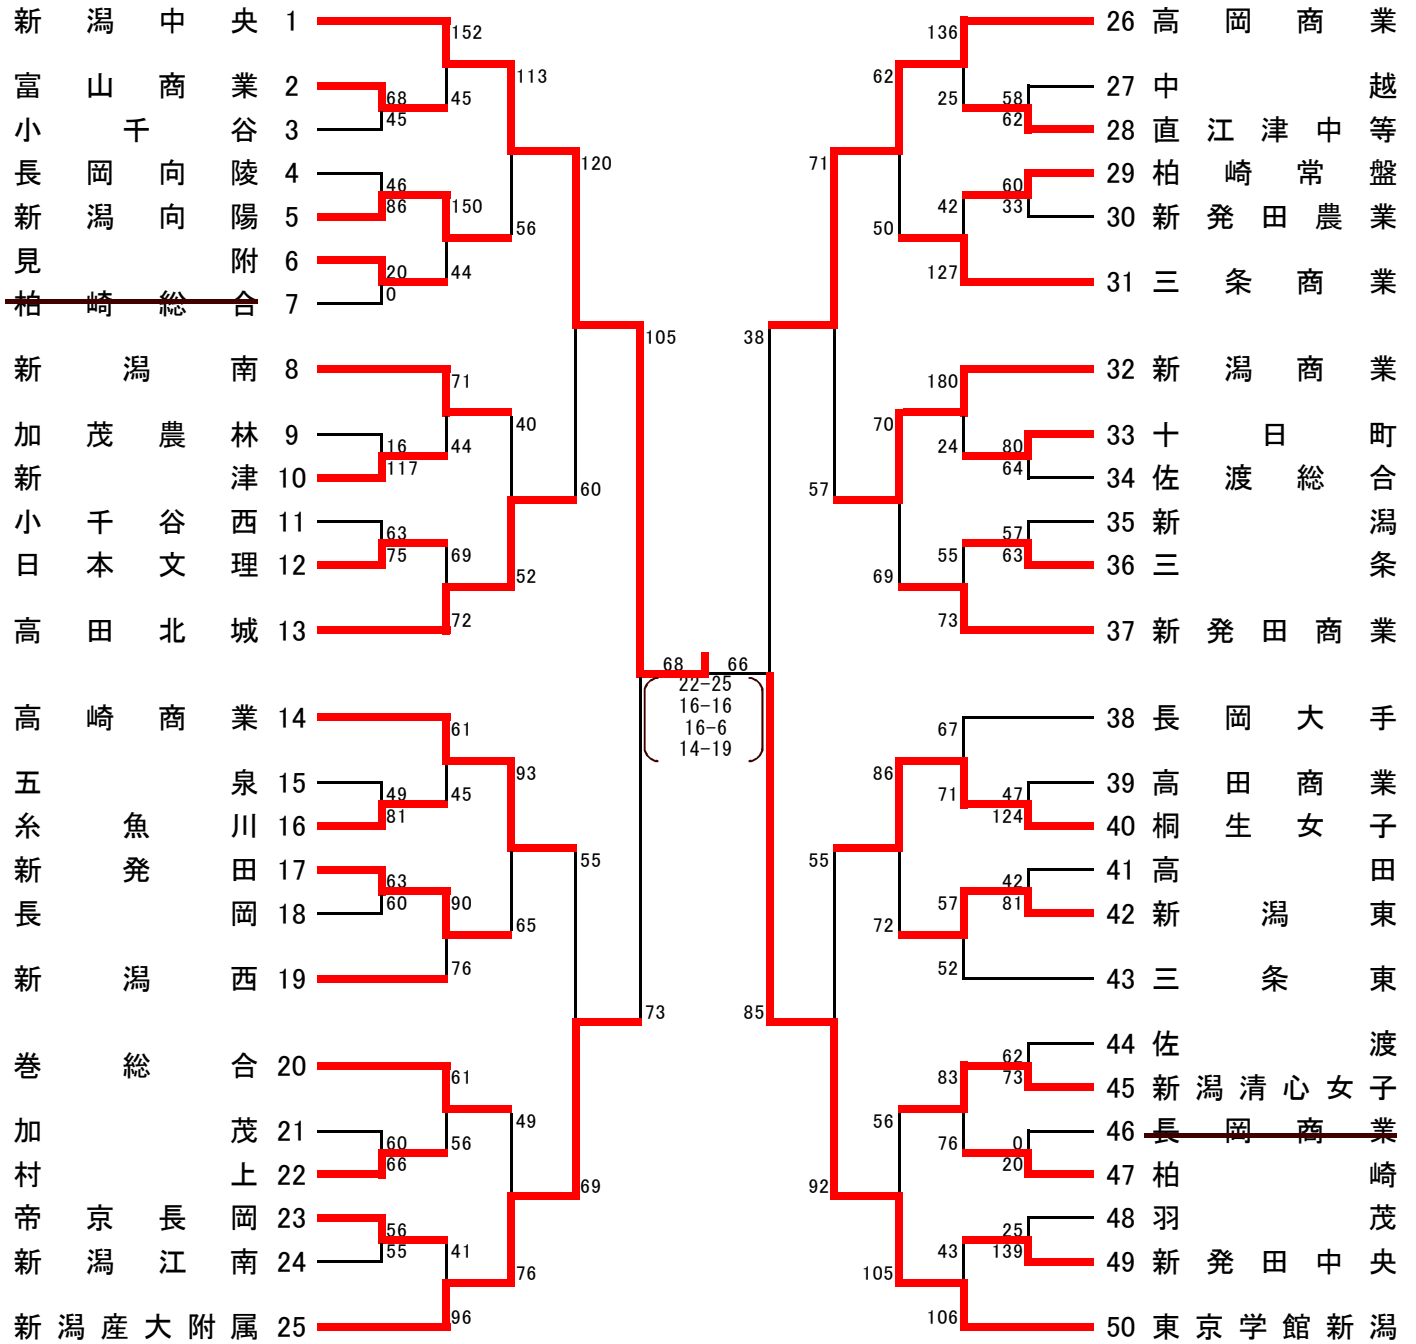 新潟中央 1
富山商業 2
小千谷 3
長岡向陵 4
新潟向陽 5
見附 6
柏崎総合 7
新潟南 8
加茂農林 9
新津 10
小千谷西 11
日本文理 12
高田北城 13
高崎商業 14
五泉 15
糸魚川 16
新発田 17
長岡 18
新潟西 19
巻総合 20
加茂 21
村上 22
帝京長岡 23
新潟江南 24
新潟産大附属 25
152
68
45
45
113
46
86
150
20
0
44
56
120
71
16
117
44
40
63
75
69
72
52
60
105
61
49
81
45
93
63
60
90
76
65
55
61
60
66
56
49
56
55
41
96
76
69
73
68 66
22-25
16-16
16-6
14-19
38
85
71
57
55
92
62
50
70
69
86
72
56
105
136
25
58
62
60
33
42
127
180
24
80
64
57
63
55
73
67
71
47
124
42
81
57
52
62
73
83
76
0
20
25
139
43
106
26 高岡商業
27 中越
28 直江津中等
29 柏崎常盤
30 新発田農業
31 三条商業
32 新潟商業
33 十日町
34 佐渡総合
35 新潟
36 三条
37 新発田商業
38 長岡大手
39 高田商業
40 桐生女子
41 高田
42 新潟東
43 三条東
44 佐渡
45 新潟清心女子
46 長岡商業
47 柏崎
48 羽茂
49 新発田中央
50 東京学館新潟